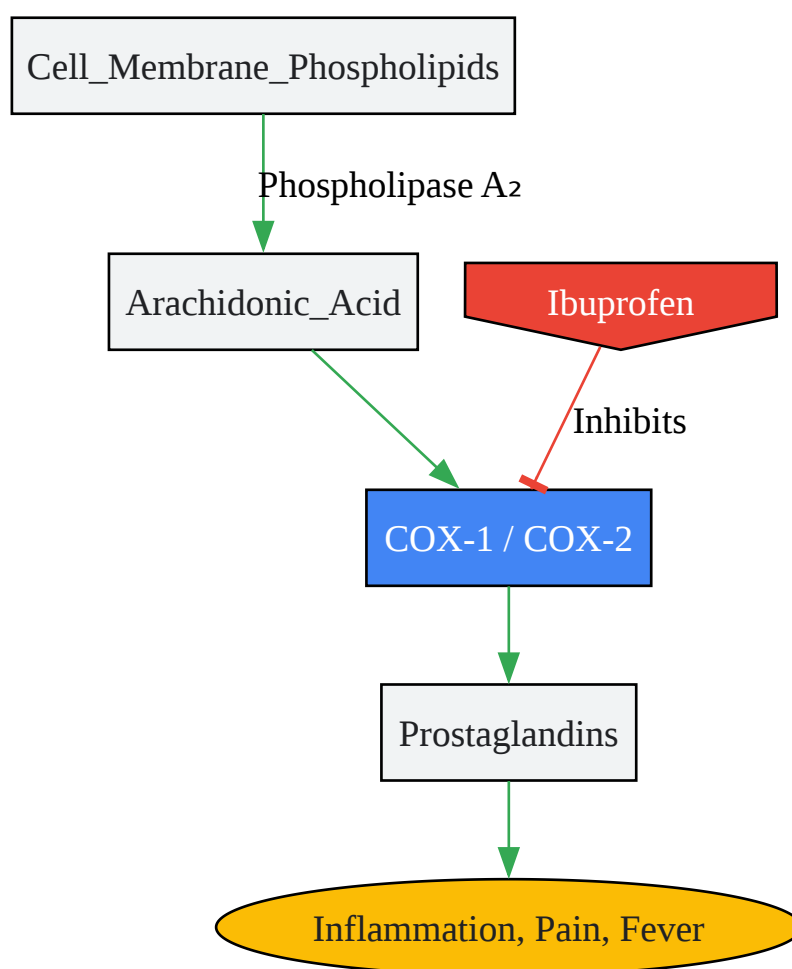 Cell_Membrane_Phospholipids
Phospholipase A₂
Arachidonic_Acid
Ibuprofen
Inhibits
COX-1 / COX-2
Prostaglandins
Inflammation, Pain, Fever